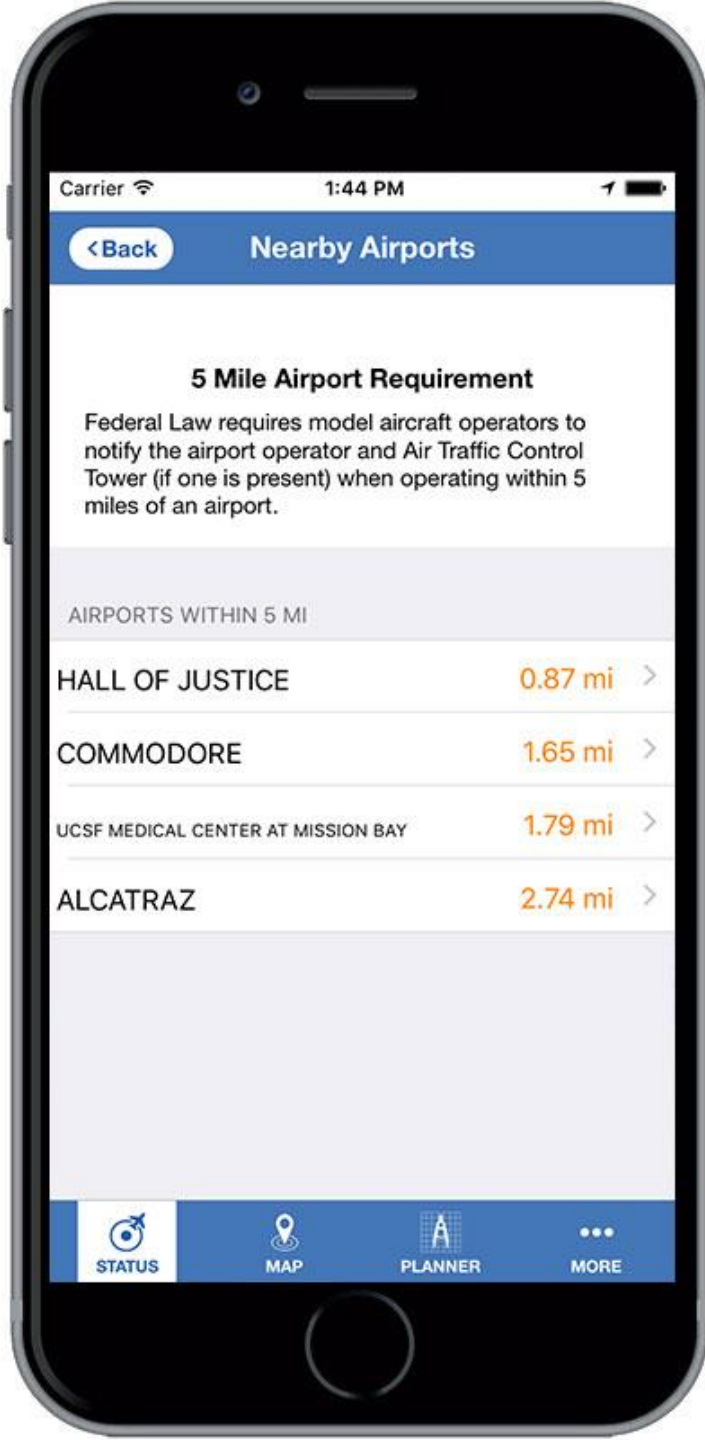 Carrier
1:44 PM
<Back
Nearby Airports
5 Mile Airport Requirement
Federal Law requires model aircraft operators to
notify the airport operator and Air Traffic Control
Tower (if one is present) when operating within 5
miles of an airport.
AIRPORTS WITHIN 5 MI
HALL OF JUSTICE 0.87 mi >
COMMODORE 1.65 mi >
UCSF MEDICAL CENTER AT MISSION BAY 1.79 mi >
ALCATRAZ 2.74 mi >
STATUS MAP PLANNER MORE